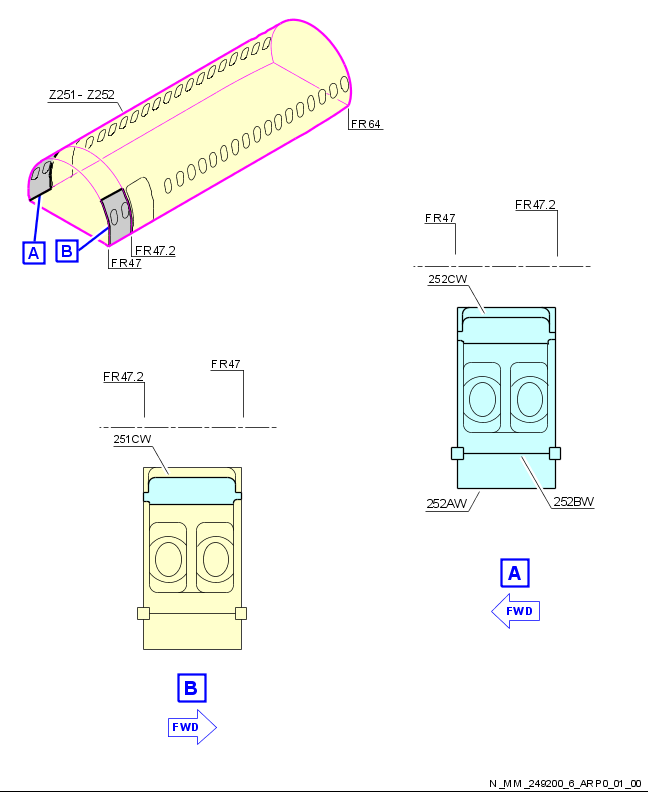 Z251 - Z252
FR64
A
B
FR47.2
FR47
FR47
FR47.2
252CW
252AW
252BW
A
FWD
FR47.2
FR47
251CW
B
FWD
N_MM_249200_6_ARP0_01_00